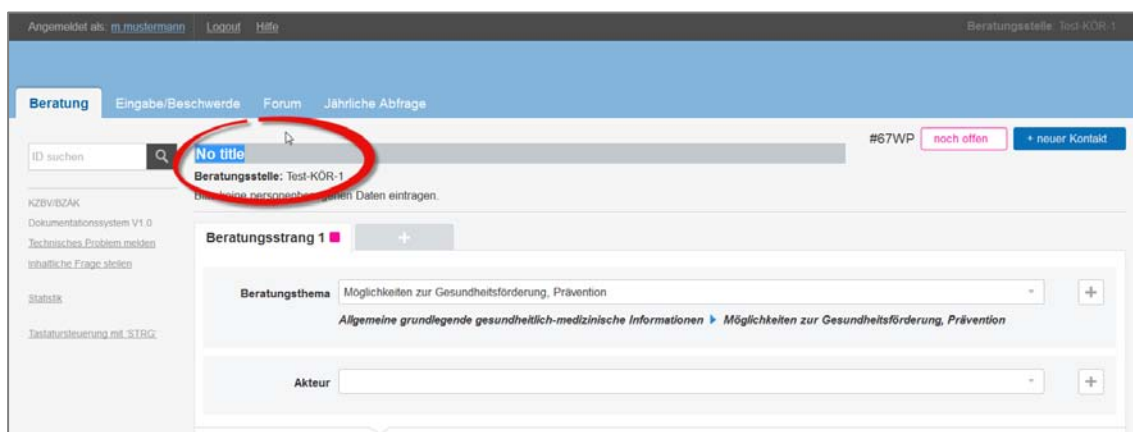 Angemeldet als: m.mustermann Logout Hilfe Beratungsstelle: Test-KÖR-1
Beratung Eingabe/Beschwerde Forum Jährliche Abfrage
#67WP noch offen + neuer Kontakt
ID suchen
No title
Beratungsstelle: Test-KÖR-1
keine personenbezogenen Daten eintragen.
KZBV/BZÄK
Dokumentationssystem V1.0
Technisches Problem melden
Inhaltliche Frage stellen
Statistik
Tastatursteuerung mit 'STRG'
Beratungsstrang 1 +
Beratungsthema Möglichkeiten zur Gesundheitsförderung, Prävention +
Allgemeine grundlegende gesundheitlich-medizinische Informationen ▶ Möglichkeiten zur Gesundheitsförderung, Prävention
Akteur +